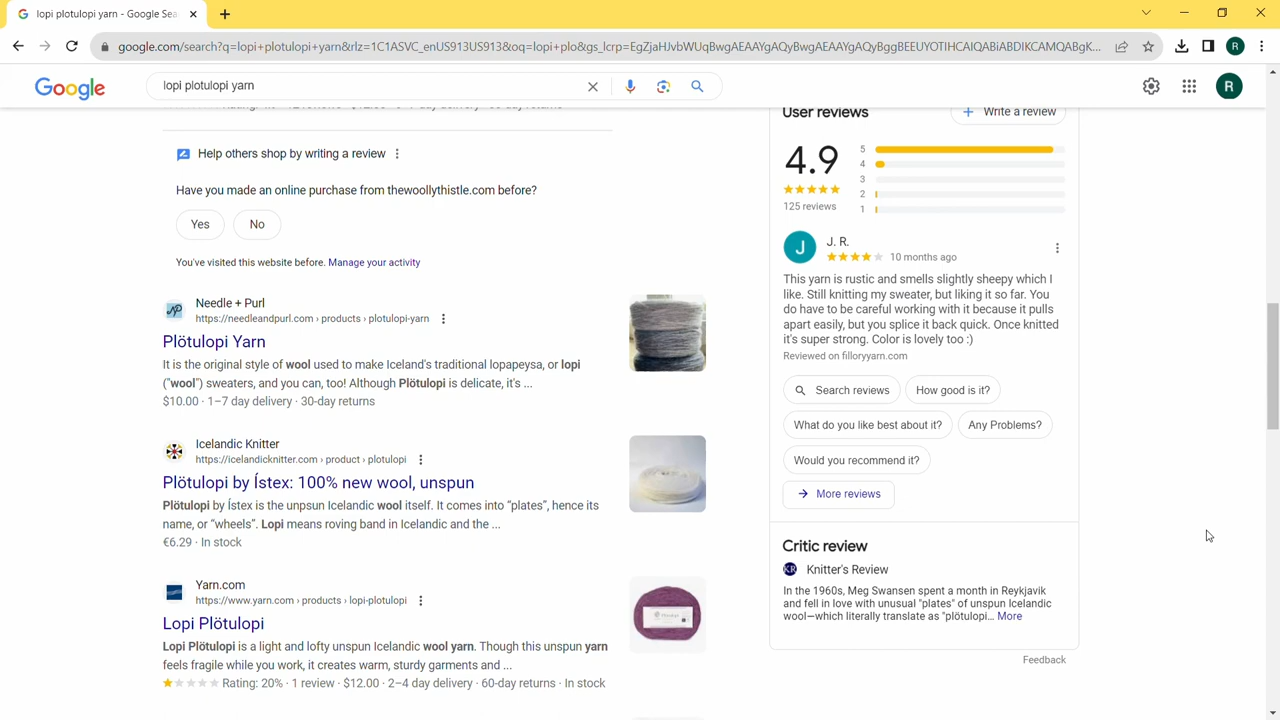 lopi plotulopi yarn - Google Sea
google.com/search?q=lopi+plotulopi+yarn&rlz=1C1ASVC_enUS913US913&oq=lopi+plo&gs_lcrp=EgZjaHJvbWUqBwgAEAAYgAQyBwgAEAAYgAQyBggBEEUYOTIHCAIQABiABDIKCAMQABgK...
R
Google
lopi plotulopi yarn
R
Help others shop by writing a review
Have you made an online purchase from thewoollythistle.com before?
Yes
No
You've visited this website before. Manage your activity
Needle + Purl
https://needleandpurl.com › products › plotulopi-yarn
Plötulopi Yarn
It is the original style of wool used to make Iceland's traditional lopapeysa, or lopi
("wool") sweaters, and you can, too! Although Plötulopi is delicate, it's ...
$10.00 · 1–7 day delivery · 30-day returns
Icelandic Knitter
https://icelandicknitter.com › product › plotulopi
Plötulopi by Ístex: 100% new wool, unspun
Plötulopi by Ístex is the unpsun Icelandic wool itself. It comes into “plates”, hence its
name, or “wheels”. Lopi means roving band in Icelandic and the ...
€6.29 · In stock
Yarn.com
https://www.yarn.com › products › lopi-plotulopi
Lopi Plötulopi
Lopi Plötulopi is a light and lofty unspun Icelandic wool yarn. Though this unspun yarn
feels fragile while you work, it creates warm, sturdy garments and ...
Rating: 20% · 1 review · $12.00 · 2–4 day delivery · 60-day returns · In stock
User reviews
+ Write a review
4.9
125 reviews
5
4
3
2
1
J
J. R.
10 months ago
This yarn is rustic and smells slightly sheepy which I
like. Still knitting my sweater, but liking it so far. You
do have to be careful working with it because it pulls
apart easily, but you splice it back quick. Once knitted
it's super strong. Color is lovely too :)
Reviewed on filloryyarn.com
Search reviews
How good is it?
What do you like best about it?
Any Problems?
Would you recommend it?
More reviews
Critic review
KR Knitter's Review
In the 1960s, Meg Swansen spent a month in Reykjavik
and fell in love with unusual "plates" of unspun Icelandic
wool—which literally translate as "plötulopi... More
Feedback